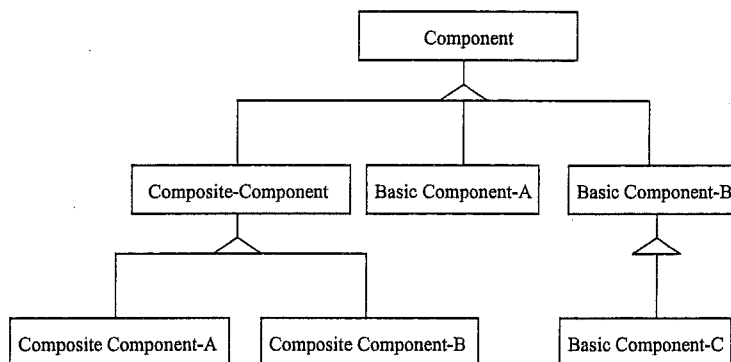 Component
Composite-Component
Basic Component-A
Basic Component-B
Composite Component-A
Composite Component-B
Basic Component-C